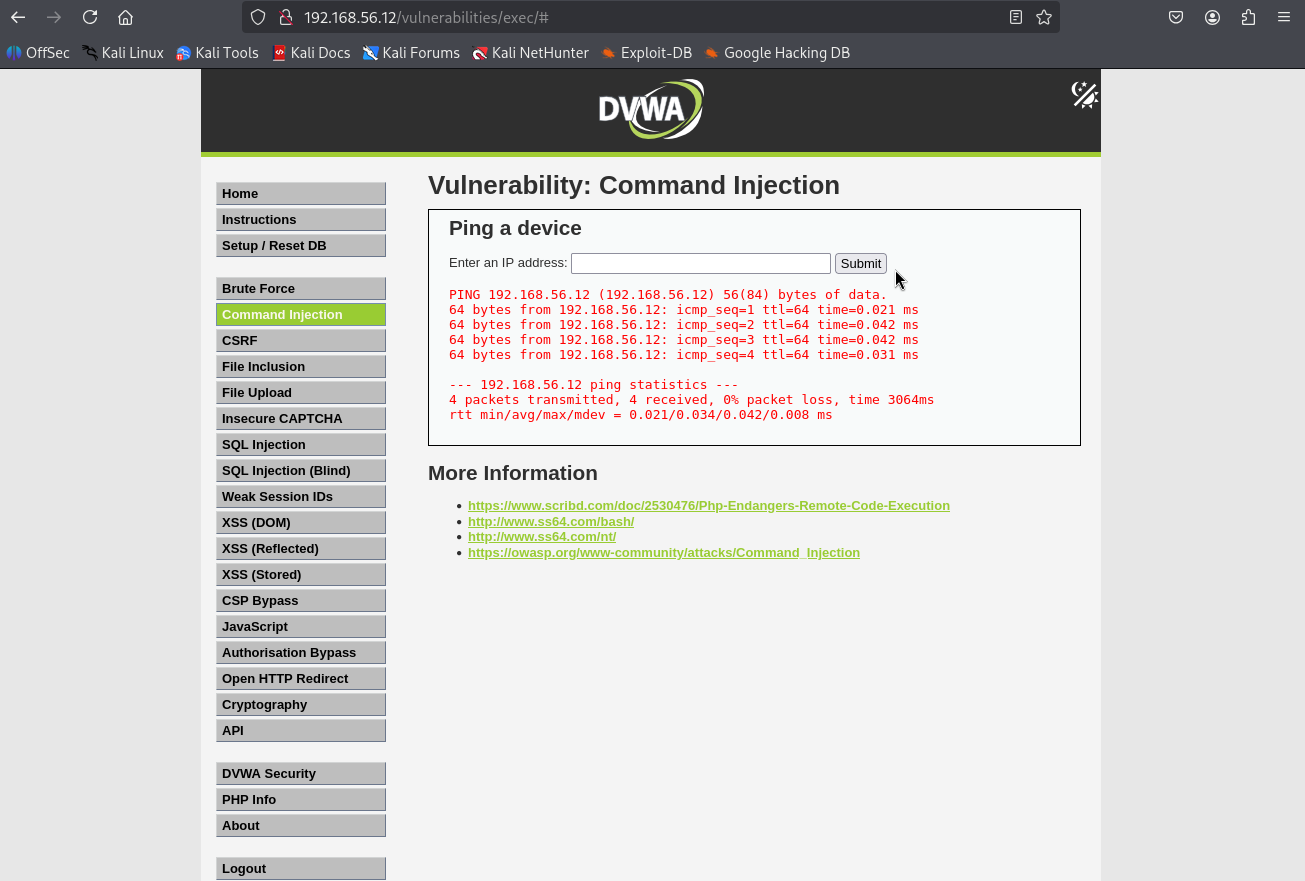 192.168.56.12/vulnerabilities/exec/#
OffSec Kali Linux Kali Tools Kali Docs Kali Forums Kali NetHunter Exploit-DB Google Hacking DB
DVWA
Home
Instructions
Setup / Reset DB
Brute Force
Command Injection
CSRF
File Inclusion
File Upload
Insecure CAPTCHA
SQL Injection
SQL Injection (Blind)
Weak Session IDs
XSS (DOM)
XSS (Reflected)
XSS (Stored)
CSP Bypass
JavaScript
Authorisation Bypass
Open HTTP Redirect
Cryptography
API
DVWA Security
PHP Info
About
Logout
Vulnerability: Command Injection
Ping a device
Enter an IP address: Submit
PING 192.168.56.12 (192.168.56.12) 56(84) bytes of data.
64 bytes from 192.168.56.12: icmp_seq=1 ttl=64 time=0.021 ms
64 bytes from 192.168.56.12: icmp_seq=2 ttl=64 time=0.042 ms
64 bytes from 192.168.56.12: icmp_seq=3 ttl=64 time=0.042 ms
64 bytes from 192.168.56.12: icmp_seq=4 ttl=64 time=0.031 ms
--- 192.168.56.12 ping statistics ---
4 packets transmitted, 4 received, 0% packet loss, time 3064ms
rtt min/avg/max/mdev = 0.021/0.034/0.042/0.008 ms
More Information
https://www.scribd.com/doc/2530476/Php-Endangers-Remote-Code-Execution
http://www.ss64.com/bash/
http://www.ss64.com/nt/
https://owasp.org/www-community/attacks/Command_Injection